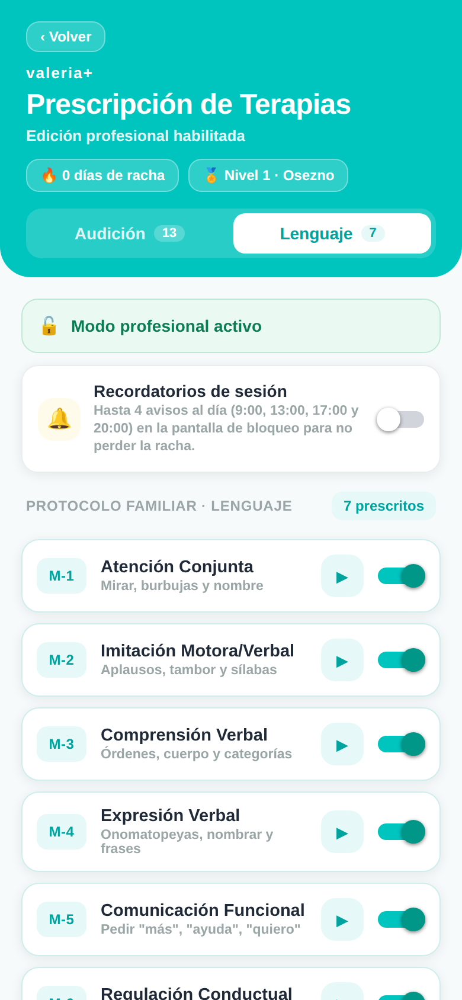 ‹ Volver
valeria+
Prescripción de Terapias
Edición profesional habilitada
🔥 0 días de racha
🏅 Nivel 1 · Osezno
Audición 13
Lenguaje 7
🔓 Modo profesional activo
🔔
Recordatorios de sesión
Hasta 4 avisos al día (9:00, 13:00, 17:00 y
20:00) en la pantalla de bloqueo para no
perder la racha.
PROTOCOLO FAMILIAR · LENGUAJE
7 prescritos
M-1
Atención Conjunta
Mirar, burbujas y nombre
▶
M-2
Imitación Motora/Verbal
Aplausos, tambor y sílabas
▶
M-3
Comprensión Verbal
Órdenes, cuerpo y categorías
▶
M-4
Expresión Verbal
Onomatopeyas, nombrar y
frases
▶
M-5
Comunicación Funcional
Pedir "más", "ayuda", "quiero"
▶
Regulación Conductual